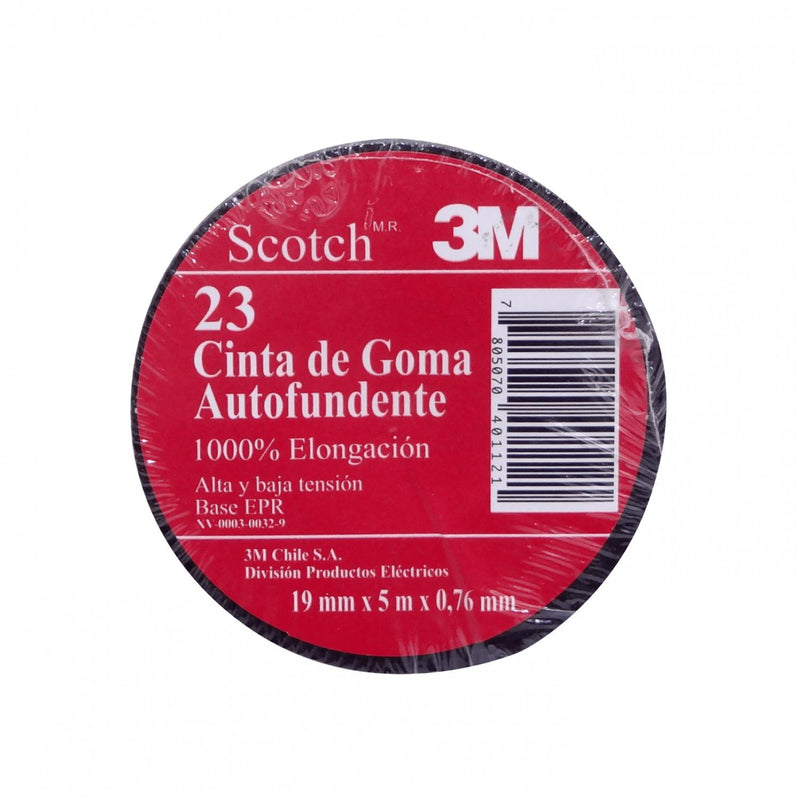 Scotch M.R. 3M
23
Cinta de Goma
Autofundente
1000% Elongación
Alta y baja tensión
Base EPR
XV-0003-0032-9
3M Chile S.A.
División Productos Eléctricos
19 mm x 5 m x 0,76 mm
7 805070 401121